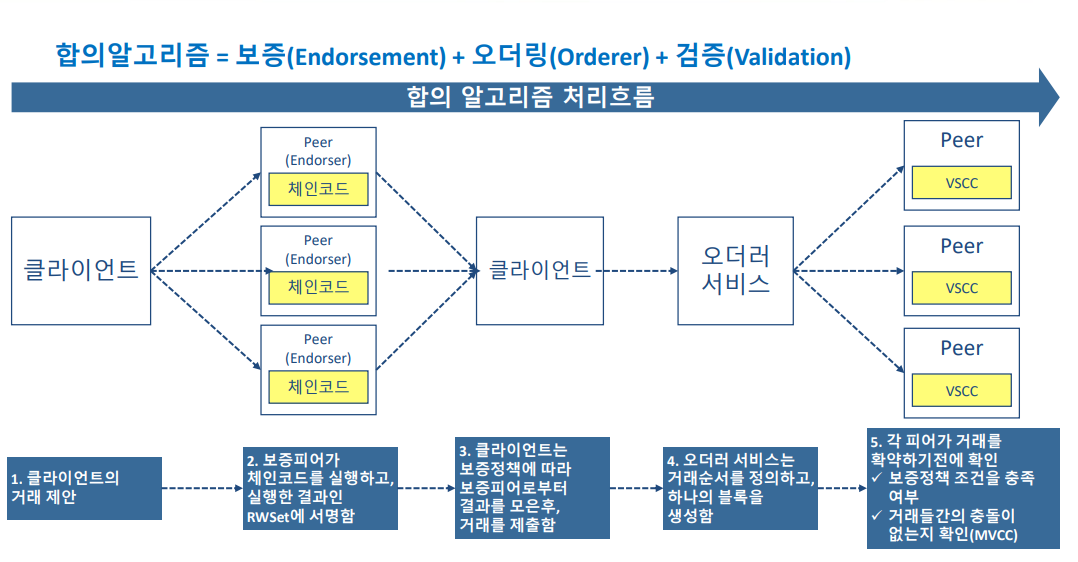 합의알고리즘 = 보증(Endorsement) + 오더링(Orderer) + 검증(Validation)
합의 알고리즘 처리흐름
클라이언트
Peer
(Endorser)
체인코드
Peer
(Endorser)
체인코드
Peer
(Endorser)
체인코드
클라이언트
오더러
서비스
Peer
VSCC
Peer
VSCC
Peer
VSCC
1. 클라이언트의
거래 제안
2. 보증피어가
체인코드를 실행하고,
실행한 결과인
RWSet에 서명함
3. 클라이언트는
보증정책에 따라
보증피어로부터
결과를 모은후,
거래를 제출함
4. 오더러 서비스는
거래순서를 정의하고,
하나의 블록을
생성함
5. 각 피어가 거래를
확약하기전에 확인
✓ 보증정책 조건을 충족
여부
✓ 거래들간의 충돌이
없는지 확인(MVCC)